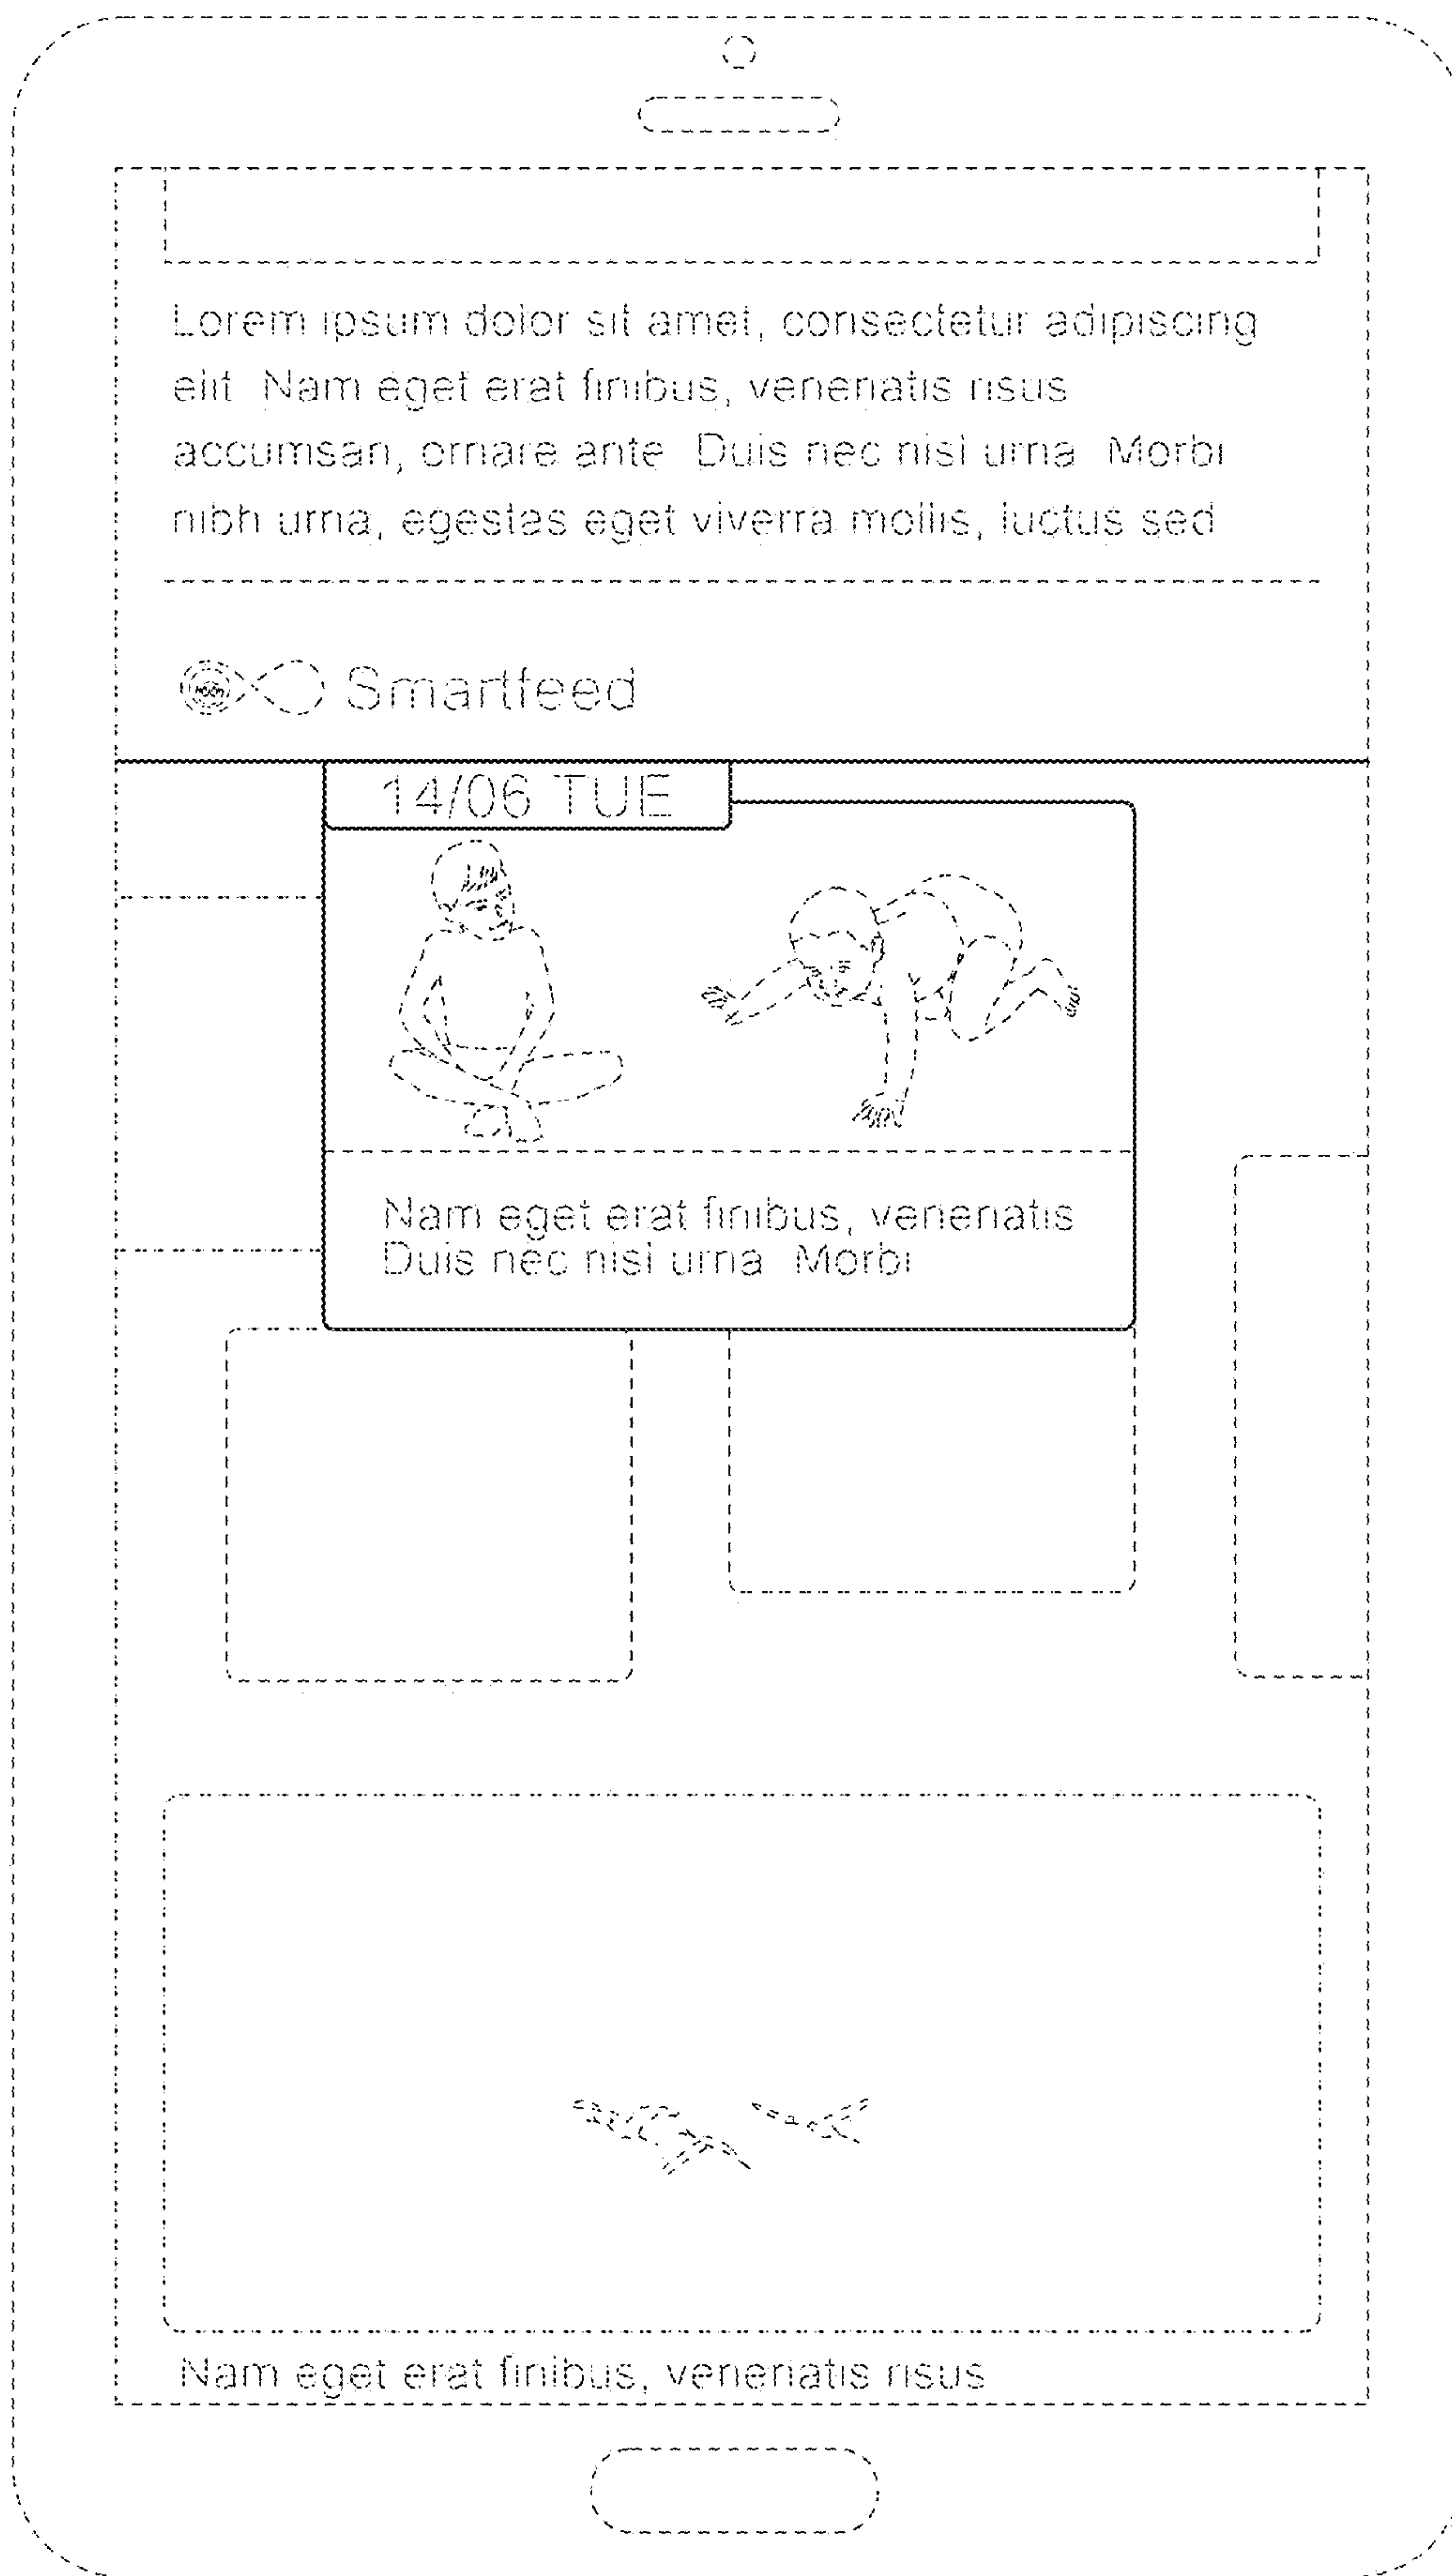 Lorem ipsum dolor sit amet, consectetur adipiscing
elit Nam eget erat finibus, venenatis risus
accumsan, ornare ante Duis nec nisl urna Morbi
nibh urna, egestas eget viverra mollis, luctus sed
Smartfeed
14/06 TUE
Nam eget erat finibus, venenatis
Duis nec nisl urna Morbi
Nam eget erat finibus, venenatis risus